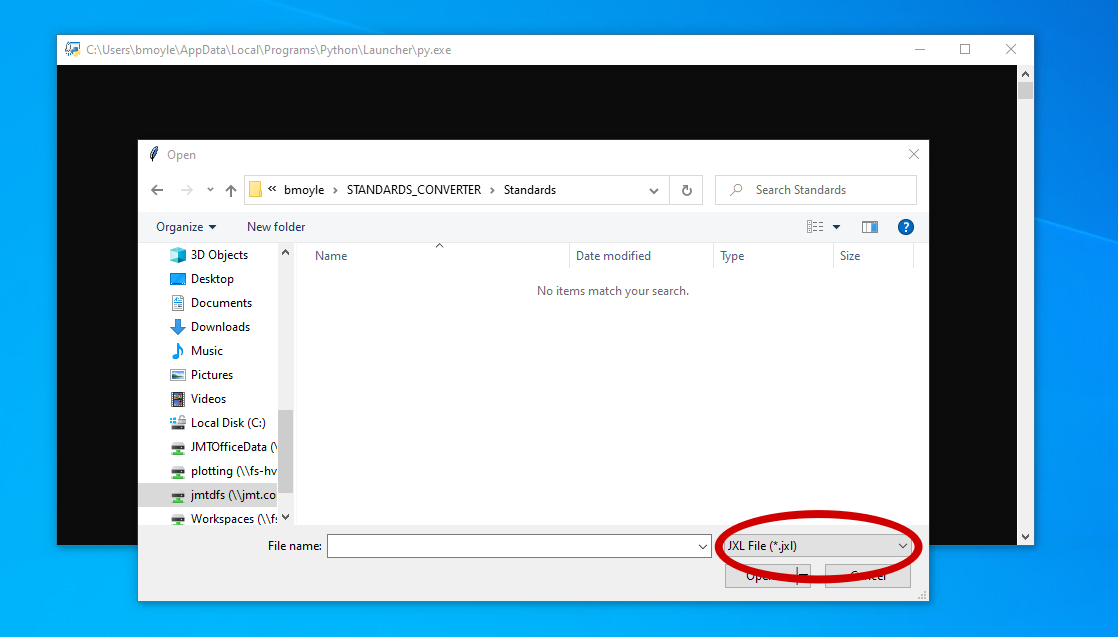 C:\Users\bmoyle\AppData\Local\Programs\Python\Launcher\py.exe
Open
« bmoyle › STANDARDS_CONVERTER › Standards
Search Standards
Organize
New folder
?
Name
Date modified
Type
Size
No items match your search.
3D Objects
Desktop
Documents
Downloads
Music
Pictures
Videos
Local Disk (C:)
JMTOfficeData (\
plotting (\\fs-hv
jmtdfs (\\jmt.co
Workspaces (\\fs
File name:
JXL File (*.jxl)
Open
Cancel